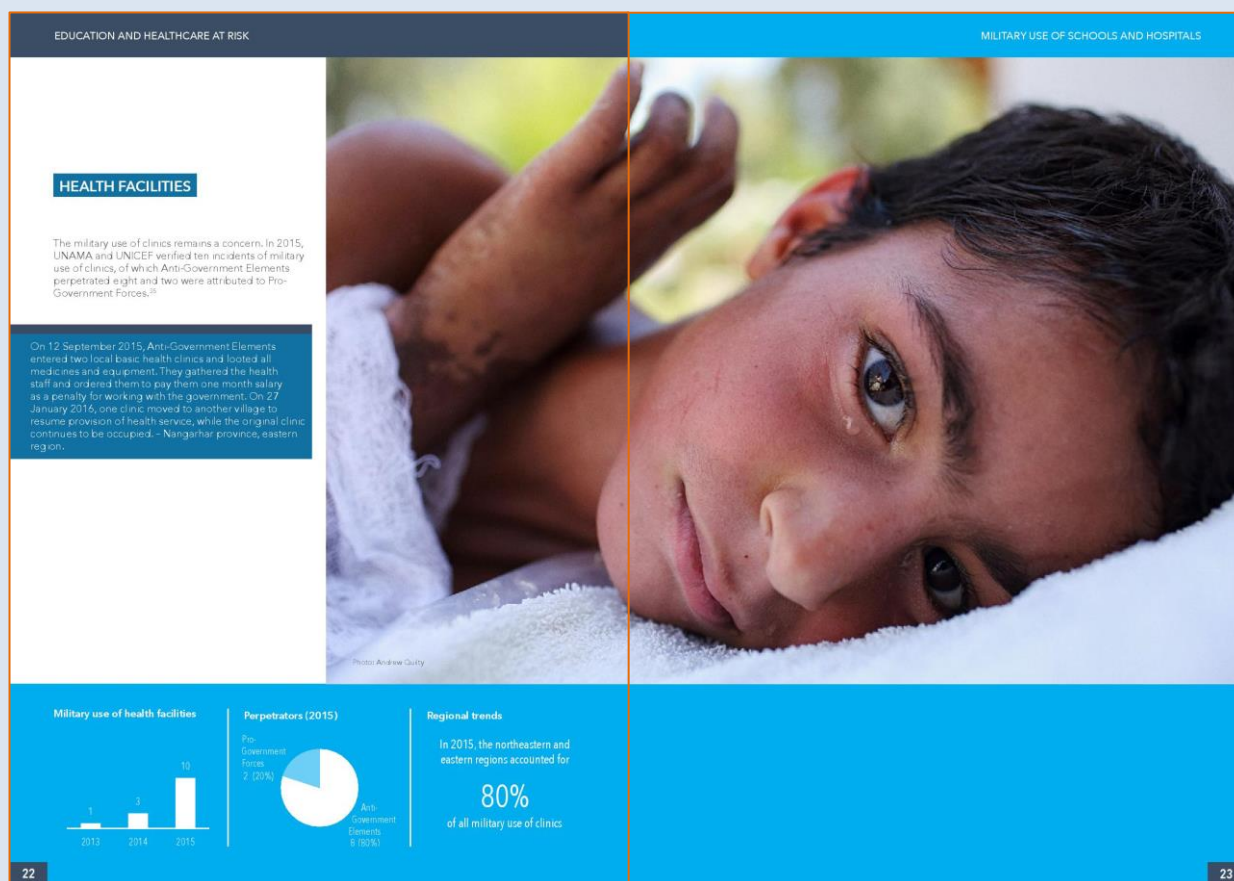 EDUCATION AND HEALTHCARE AT RISK
MILITARY USE OF SCHOOLS AND HOSPITALS
HEALTH FACILITIES
The military use of clinics remains a concern. In 2015,
UNAMA and UNICEF verified ten incidents of military
use of clinics, of which Anti-Government Elements
perpetrated eight and two were attributed to Pro-
Government Forces.
On 12 September 2015, Anti-Government Elements
entered two local basic health clinics and looted all
medicines and equipment. They gathered the health
staff and ordered them to pay them one month salary
as a penalty for working with the government. On 27
January 2016, one clinic moved to another village to
resume provision of health service, while the original clinic
continues to be occupied. – Nangarhar province, eastern
region.
Photo: Andrew Quilty
Military use of health facilities
10
3
1
2013 2014 2015
Perpetrators (2015)
Pro-
Government
Forces
2 (20%)
Anti-
Government
Elements
8 (80%)
Regional trends
In 2015, the northeastern and
eastern regions accounted for
80%
of all military use of clinics
22
23